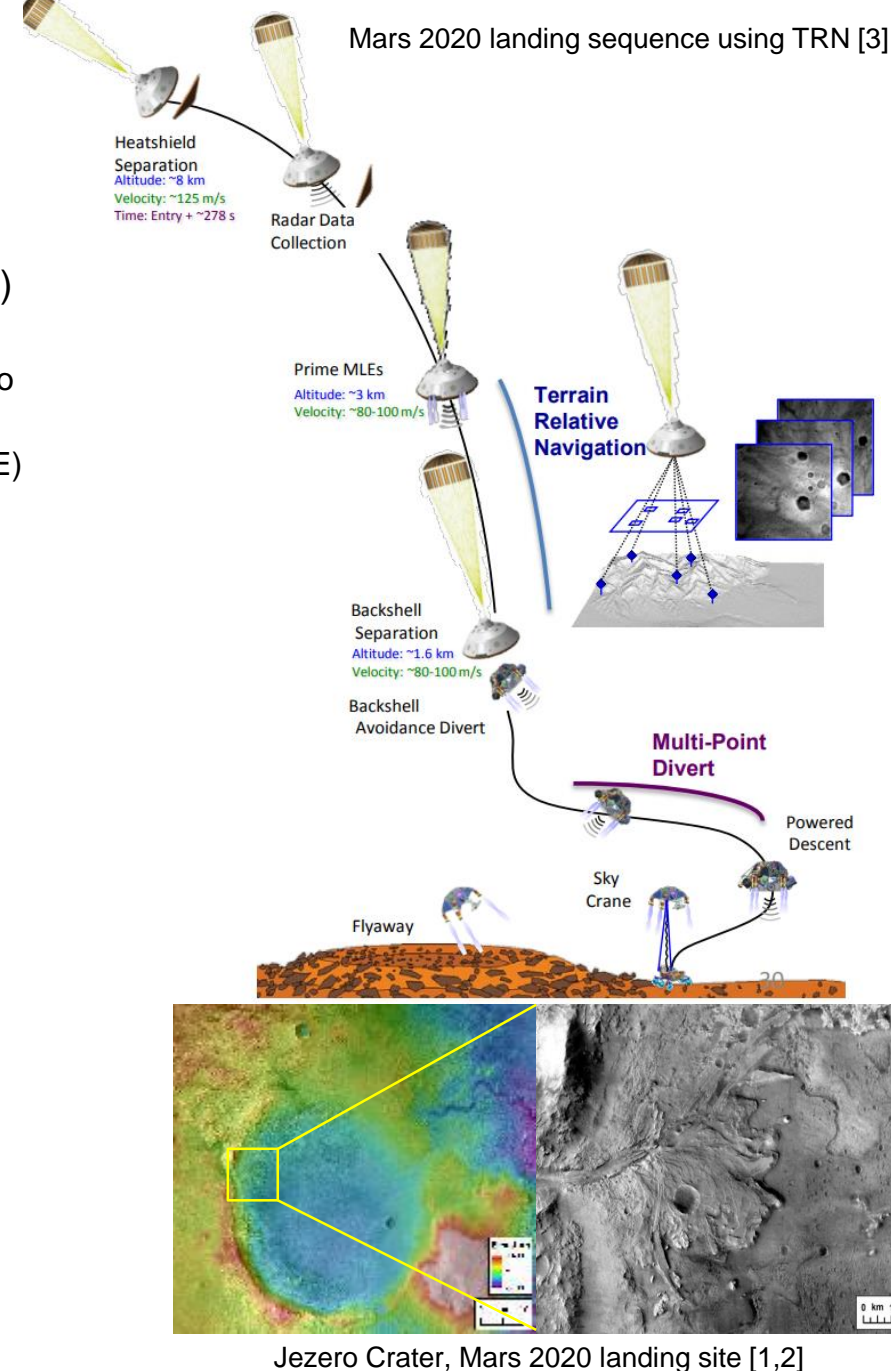 Mars 2020 landing sequence using TRN [3]
Heatshield
Separation
Altitude: ~8 km
Velocity: ~125 m/s
Time: Entry + ~278 s
Radar Data
Collection
)
o
E)
Prime MLEs
Altitude: ~3 km
Velocity: ~80-100 m/s
Terrain
Relative
Navigation
Backshell
Separation
Altitude: ~1.6 km
Velocity: ~80-100 m/s
Backshell
Avoidance Divert
Multi-Point
Divert
Powered
Descent
Sky
Crane
Flyaway
20
0 km
Jezero Crater, Mars 2020 landing site [1,2]